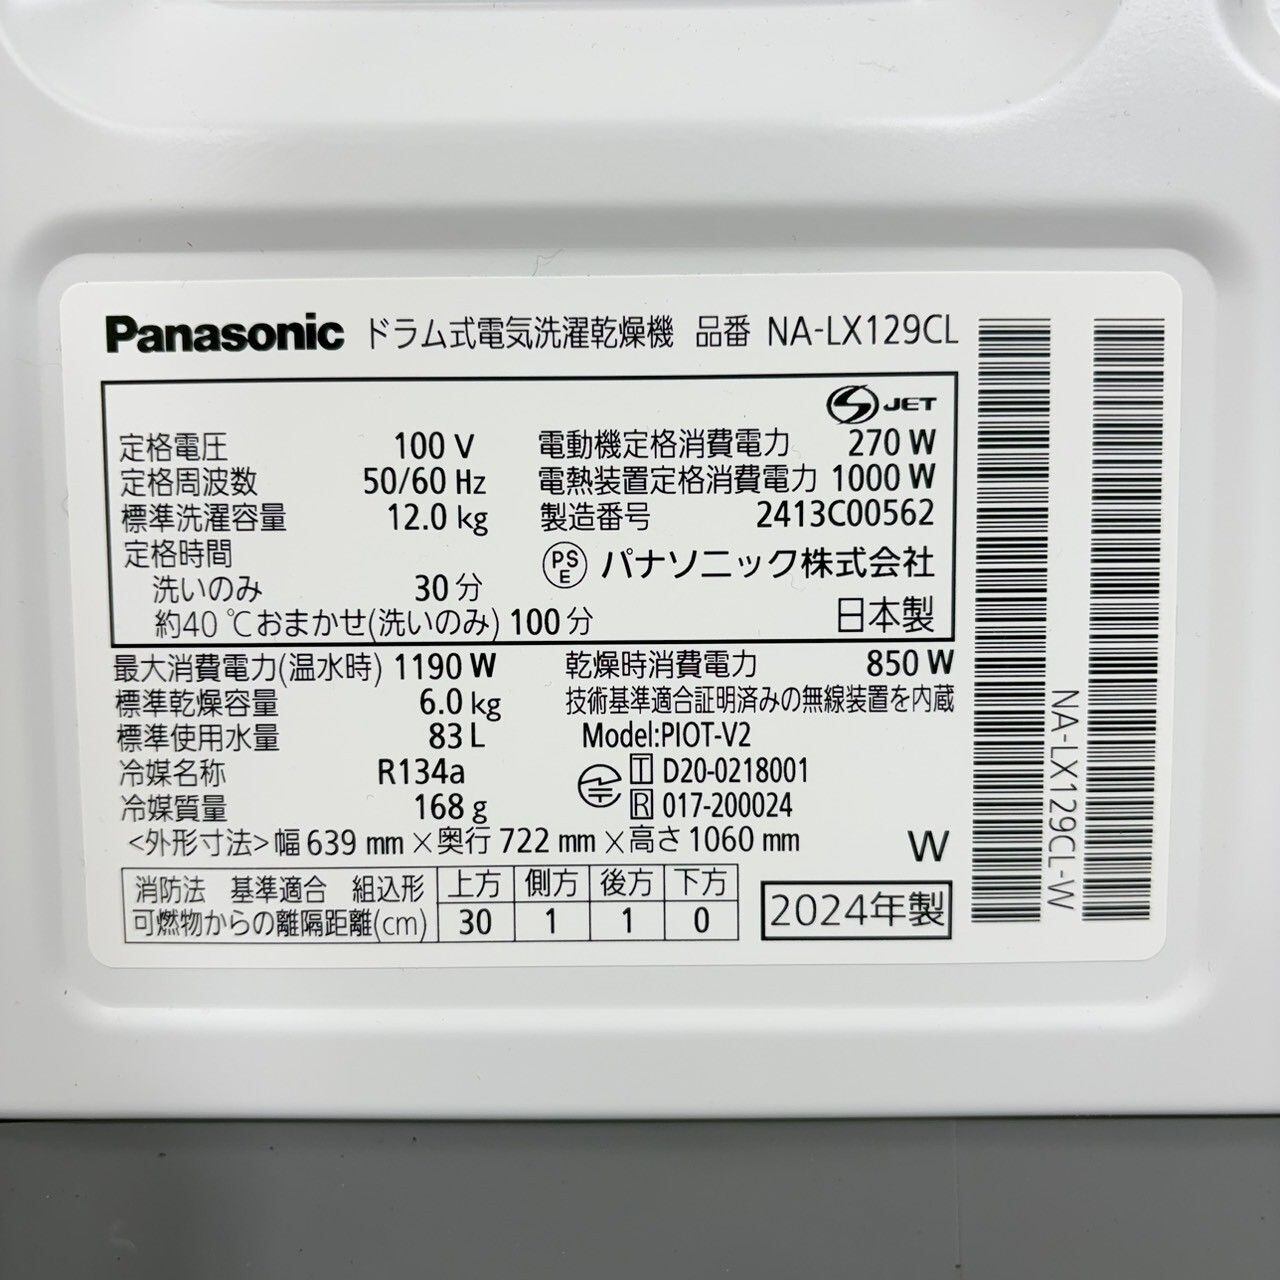 Panasonic ドラム式電気洗濯乾燥機 品番 NA-LX129CL
JET
定格電圧 100 V 電動機定格消費電力 270 W
定格周波数 50/60 Hz 電熱装置定格消費電力 1000 W
標準洗濯容量 12.0 kg 製造番号 2413C00562
定格時間
PS E パナソニック株式会社
洗いのみ 30 分
約40 ℃おまかせ(洗いのみ) 100 分 日本製
最大消費電力(温水時) 1190 W 乾燥時消費電力 850 W
標準乾燥容量 6.0 kg 技術基準適合証明済みの無線装置を内蔵
標準使用水量 83 L Model:PIOT-V2
冷媒名称 R134a T D20-0218001
冷媒質量 168 g R 017-200024
<外形寸法>幅 639 mm×奥行 722 mm×高さ 1060 mm W
消防法 基準適合 組込形 上方 側方 後方 下方
可燃物からの離隔距離(cm) 30 1 1 0
2024年製
NA-LX129CL-W